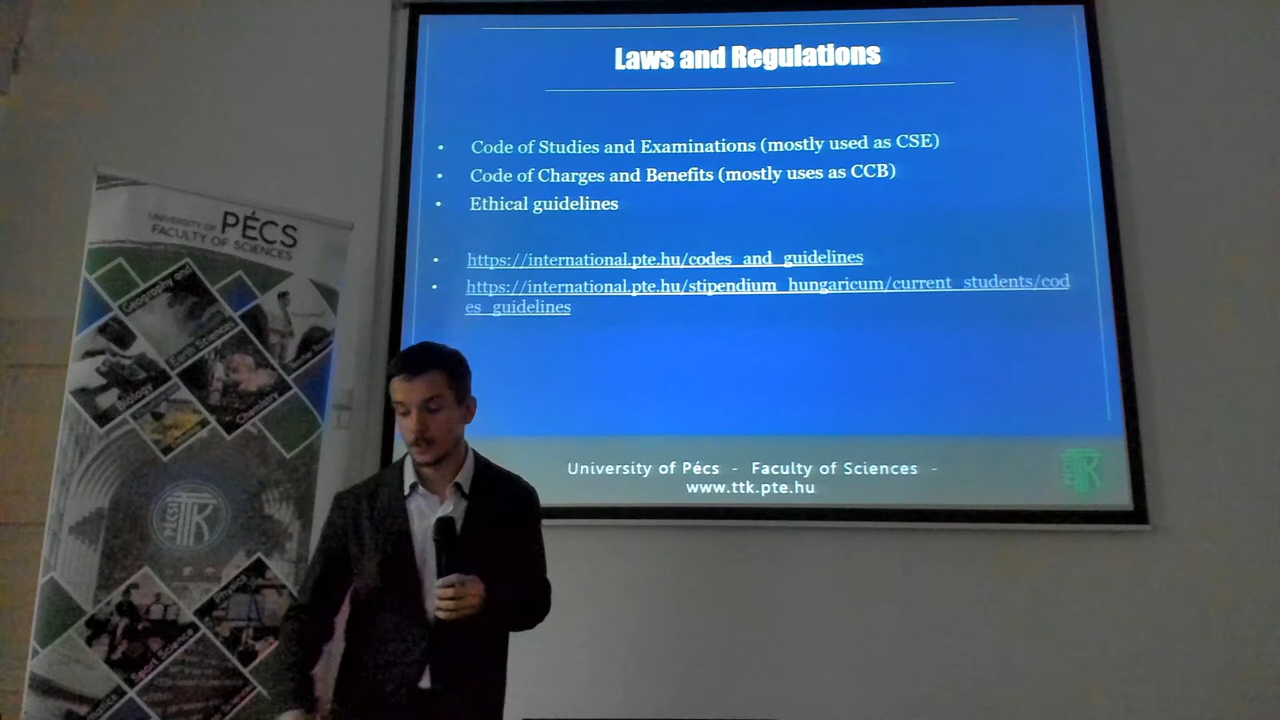 Laws and Regulations
• Code of Studies and Examinations (mostly used as CSE)
• Code of Charges and Benefits (mostly uses as CCB)
• Ethical guidelines
• https://international.pte.hu/codes_and_guidelines
• https://international.pte.hu/stipendium_hungaricum/current_students/cod
es_guidelines
University of Pécs - Faculty of Sciences -
www.ttk.pte.hu
UNIVERSITY OF PÉCS
FACULTY OF SCIENCES
Geography and
Earth Sciences
Biology
Chemistry
PÉCSI
TTK
Physics
Sport Science